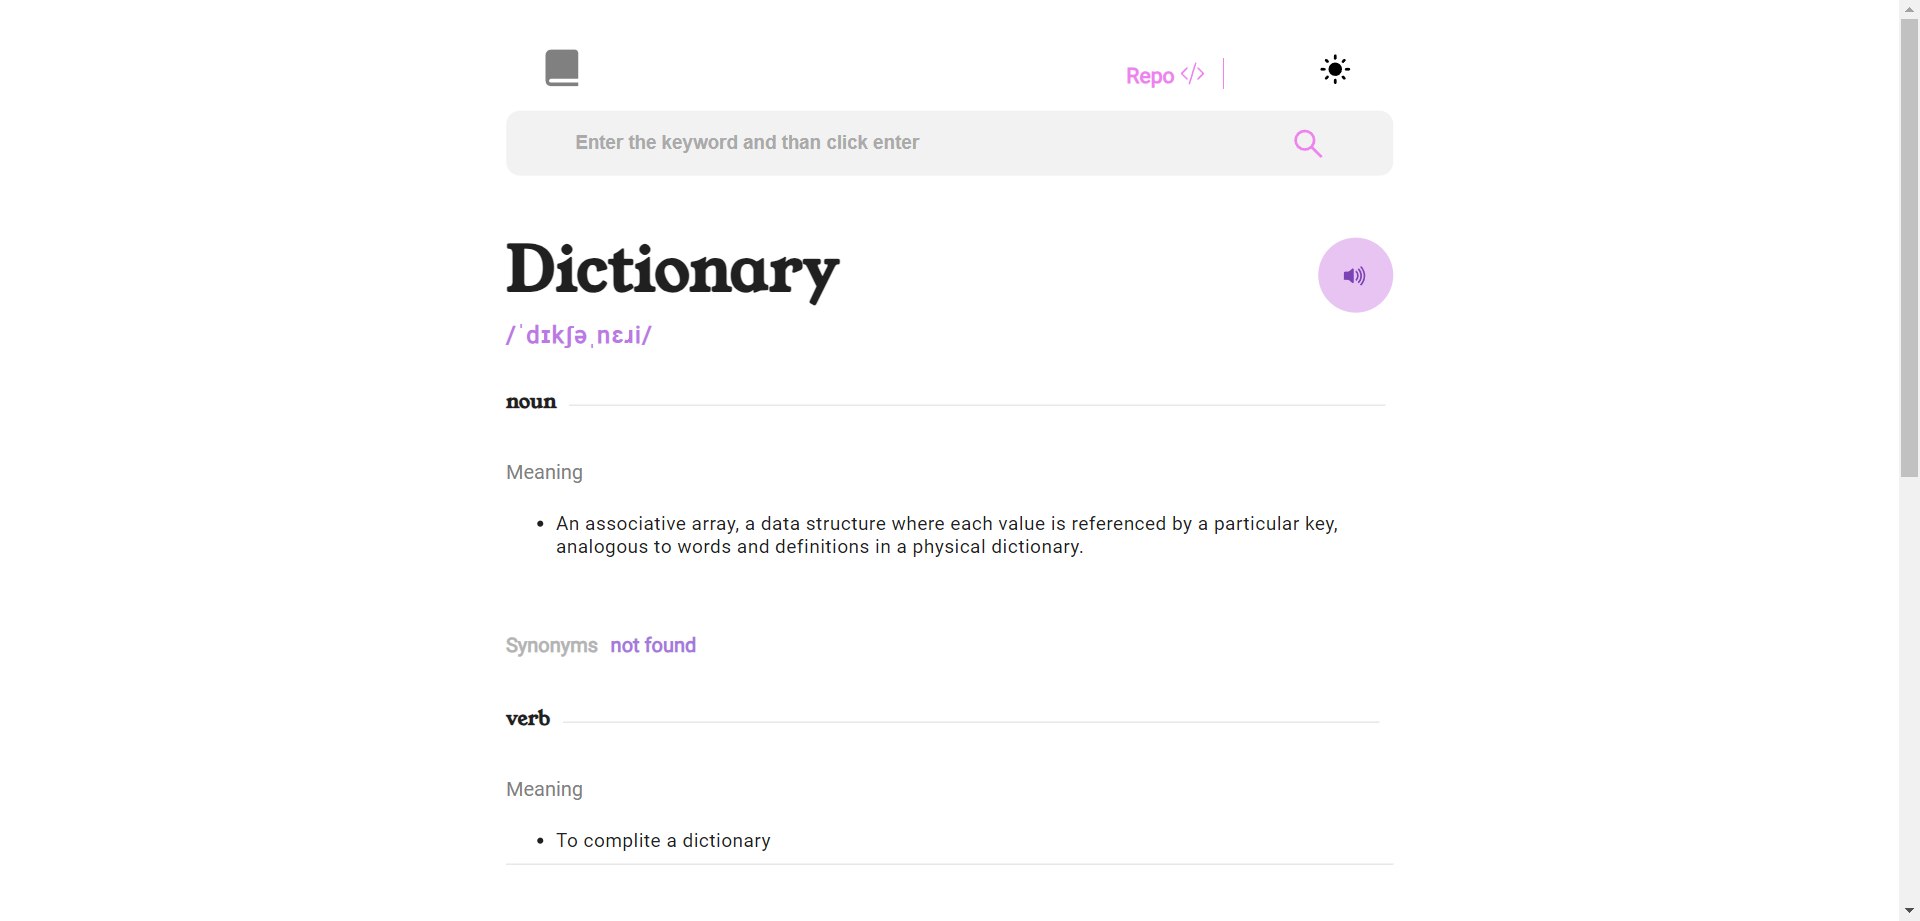 Repo </>
Enter the keyword and than click enter
Dictionary
/ˈdɪkʃəˌnɛɹi/
noun
Meaning
• An associative array, a data structure where each value is referenced by a particular key,
analogous to words and definitions in a physical dictionary.
Synonyms not found
verb
Meaning
• To complite a dictionary